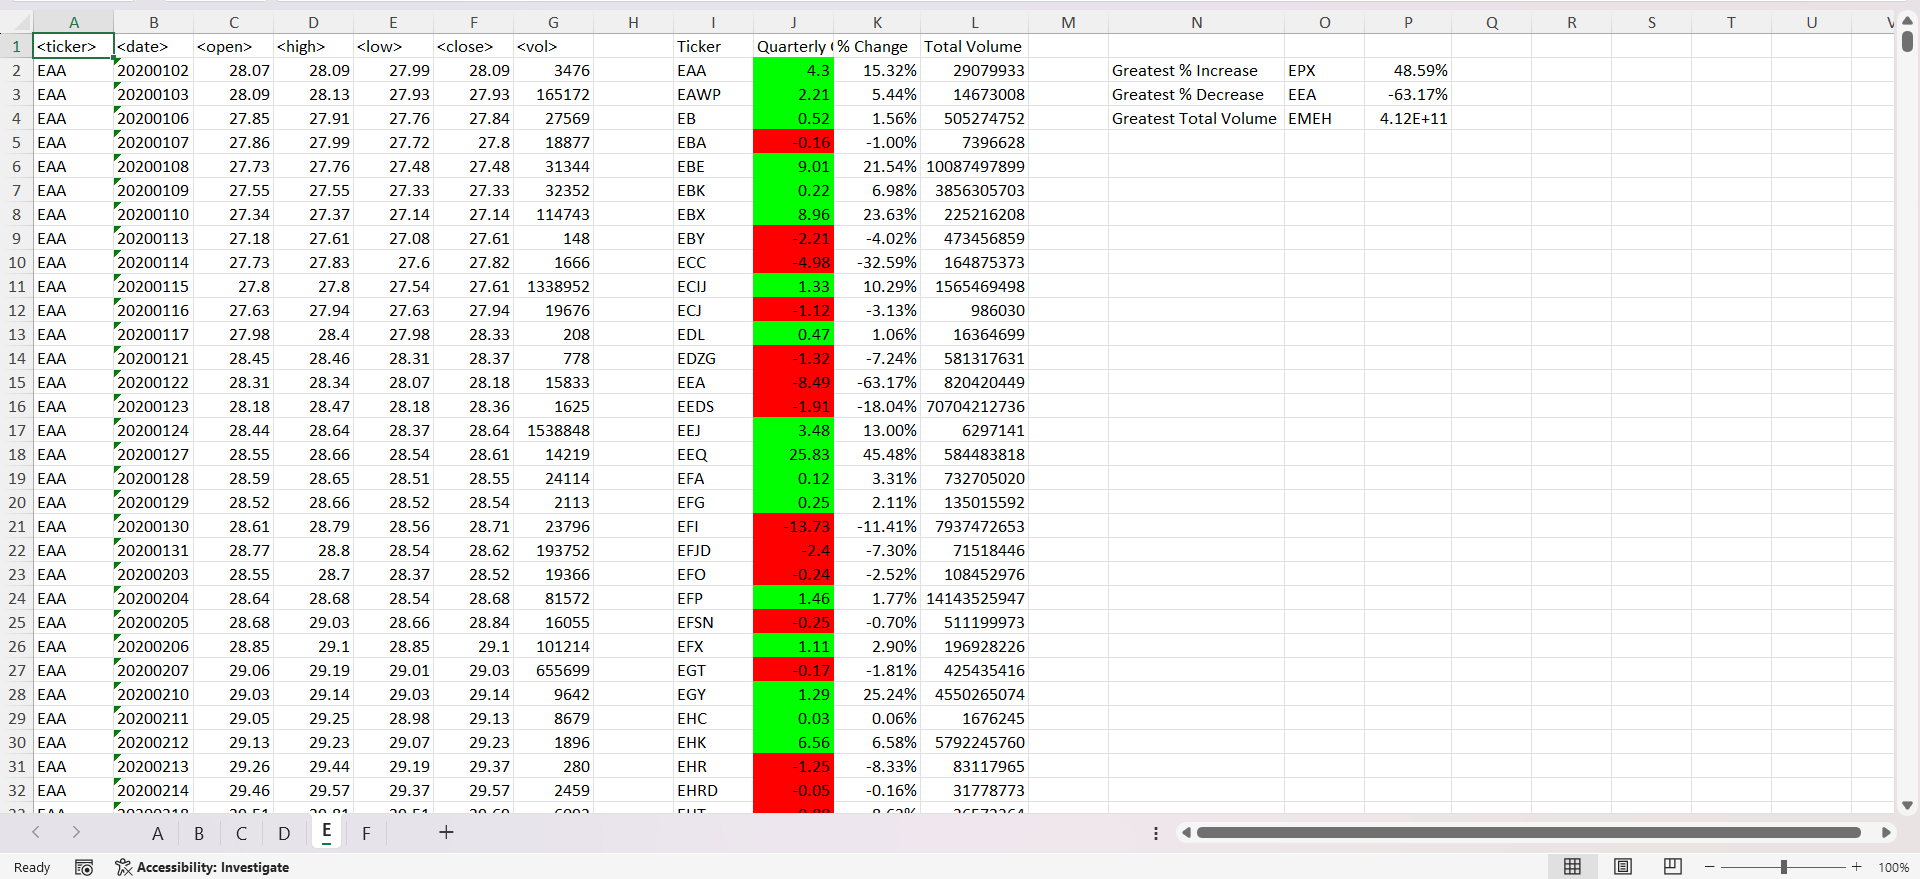 A B C D E F G H I J K L M N O P Q R S T U V
1 <ticker> <date> <open> <high> <low> <close> <vol> Ticker Quarterly % Change Total Volume
2 EAA 20200102 28.07 28.09 27.99 28.09 3476 EAA 4.3 15.32% 29079933 Greatest % Increase EPX 48.59%
3 EAA 20200103 28.09 28.13 27.93 27.93 165172 EAWP 2.21 5.44% 14673008 Greatest % Decrease EEA -63.17%
4 EAA 20200106 27.85 27.91 27.76 27.84 27569 EB 0.52 1.56% 505274752 Greatest Total Volume EMEH 4.12E+11
5 EAA 20200107 27.86 27.99 27.72 27.8 18877 EBA -0.16 -1.00% 7396628
6 EAA 20200108 27.73 27.76 27.48 27.48 31344 EBE 9.01 21.54% 10087497899
7 EAA 20200109 27.55 27.55 27.33 27.33 32352 EBK 0.22 6.98% 3856305703
8 EAA 20200110 27.34 27.37 27.14 27.14 114743 EBX 8.96 23.63% 225216208
9 EAA 20200113 27.18 27.61 27.08 27.61 148 EBY -2.21 -4.02% 473456859
10 EAA 20200114 27.73 27.83 27.6 27.82 1666 ECC -4.98 -32.59% 164875373
11 EAA 20200115 27.8 27.8 27.54 27.61 1338952 ECIJ 1.33 10.29% 1565469498
12 EAA 20200116 27.63 27.94 27.63 27.94 19676 ECJ -1.12 -3.13% 986030
13 EAA 20200117 27.98 28.4 27.98 28.33 208 EDL 0.47 1.06% 16364699
14 EAA 20200121 28.45 28.46 28.31 28.37 778 EDZG -1.32 -7.24% 581317631
15 EAA 20200122 28.31 28.34 28.07 28.18 15833 EEA -8.49 -63.17% 820420449
16 EAA 20200123 28.18 28.47 28.18 28.36 1625 EEDS -1.91 -18.04% 70704212736
17 EAA 20200124 28.44 28.64 28.37 28.64 1538848 EEJ 3.48 13.00% 6297141
18 EAA 20200127 28.55 28.66 28.54 28.61 14219 EEQ 25.83 45.48% 584483818
19 EAA 20200128 28.59 28.65 28.51 28.55 24114 EFA 0.12 3.31% 732705020
20 EAA 20200129 28.52 28.66 28.52 28.54 2113 EFG 0.25 2.11% 135015592
21 EAA 20200130 28.61 28.79 28.56 28.71 23796 EFI -13.73 -11.41% 7937472653
22 EAA 20200131 28.77 28.8 28.54 28.62 193752 EFJD -2.4 -7.30% 71518446
23 EAA 20200203 28.55 28.7 28.37 28.52 19366 EFO -0.24 -2.52% 108452976
24 EAA 20200204 28.64 28.68 28.54 28.68 81572 EFP 1.46 1.77% 14143525947
25 EAA 20200205 28.68 29.03 28.66 28.84 16055 EFSN -0.25 -0.70% 511199973
26 EAA 20200206 28.85 29.1 28.85 29.1 101214 EFX 1.11 2.90% 196928226
27 EAA 20200207 29.06 29.19 29.01 29.03 655699 EGT -0.17 -1.81% 425435416
28 EAA 20200210 29.03 29.14 29.03 29.14 9642 EGY 1.29 25.24% 4550265074
29 EAA 20200211 29.05 29.25 28.98 29.13 8679 EHC 0.03 0.06% 1676245
30 EAA 20200212 29.13 29.23 29.07 29.23 1896 EHK 6.56 6.58% 5792245760
31 EAA 20200213 29.26 29.44 29.19 29.37 280 EHR -1.25 -8.33% 83117965
32 EAA 20200214 29.46 29.57 29.37 29.57 2459 EHRD -0.05 -0.16% 31778773
A B C D E F
Ready Accessibility: Investigate 100%